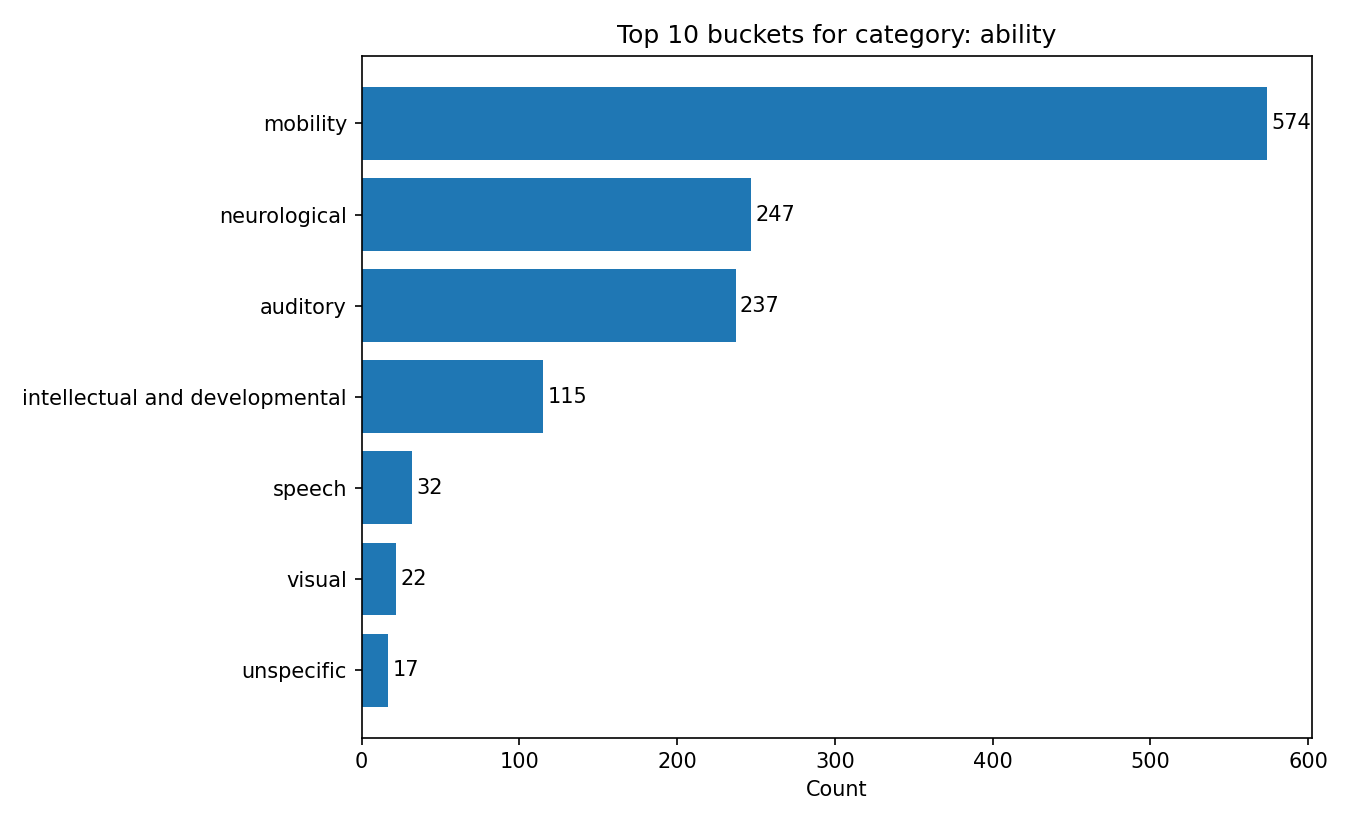 Top 10 buckets for category: ability
mobility 574
neurological 247
auditory 237
intellectual and developmental 115
speech 32
visual 22
unspecific 17
0 100 200 300 400 500 600
Count